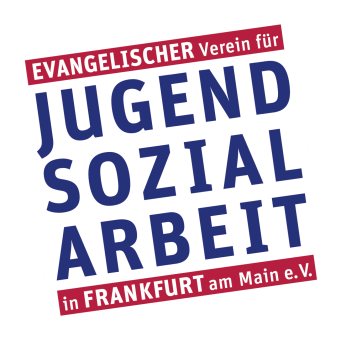 EVANGELISCHER Verein für
JUGEND
SOZIAL
ARBEIT
in FRANKFURT am Main e.V.